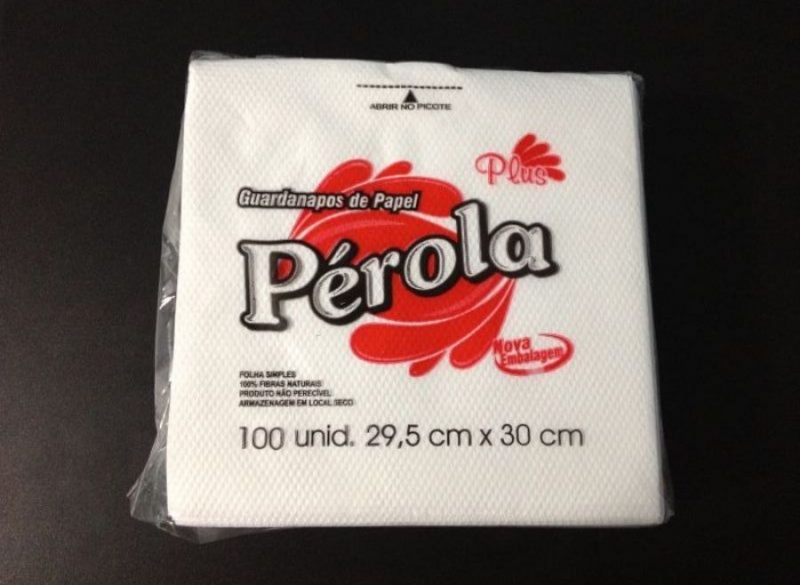 ABRIR NO PICOTE
Plus
Guardanapos de Papel
Pérola
Nova
Embalagem
FOLHA SIMPLES
100% FIBRAS NATURAIS
PRODUTO NÃO PERECÍVEL
ARMAZENAGEM EM LOCAL SECO
100 unid. 29,5 cm x 30 cm